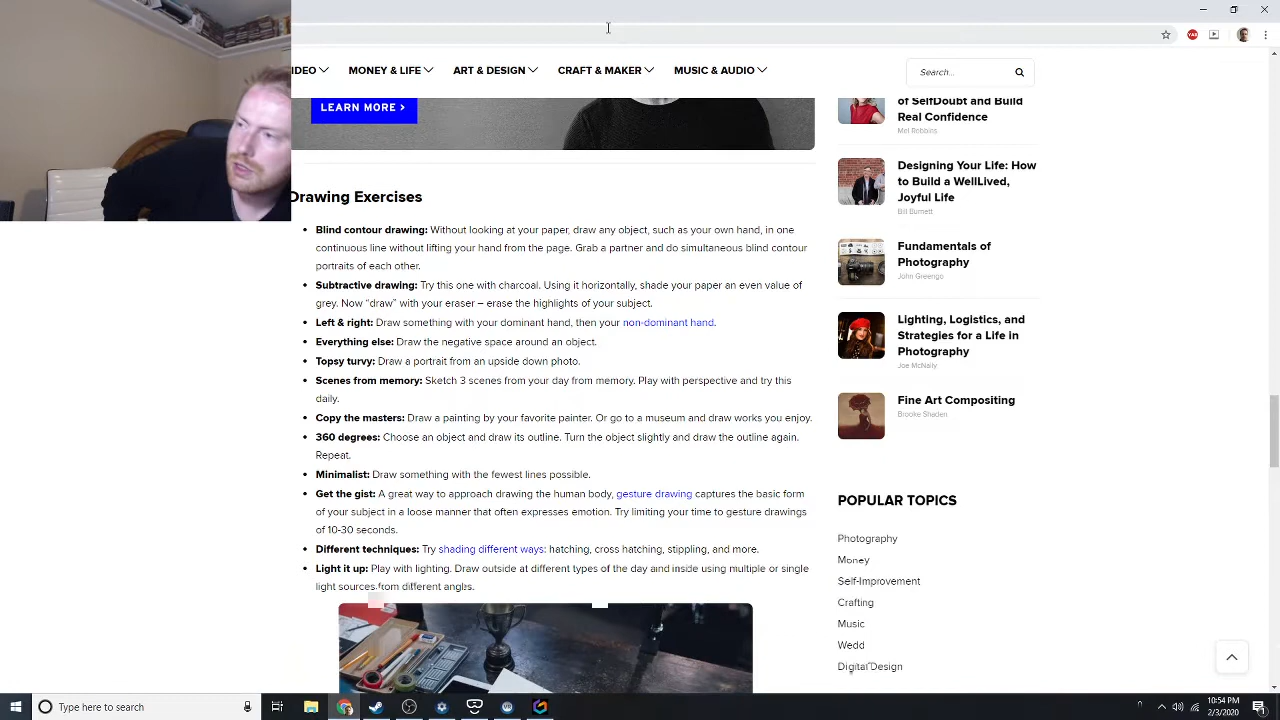 IDEO
MONEY & LIFE
ART & DESIGN
CRAFT & MAKER
MUSIC & AUDIO
Search...
LEARN MORE >
Drawing Exercises
• Blind contour drawing: Without looking at your paper, draw any object, such as your own hand, in one
continuous line without lifting your hand from the page. Grab a partner and do simultaneous blind contour
portraits of each other.
• Subtractive drawing: Try this one with charcoal. Using it horizontally, shade your paper an even value of
grey. Now “draw” with your eraser – erase the highlights of your subject.
• Left & right: Draw something with your dominant hand, then your non-dominant hand.
• Everything else: Draw the negative space around an object.
• Topsy turvy: Draw a portrait from an upside down photo.
• Scenes from memory: Sketch 3 scenes from your day from memory. Play with perspective and try this
daily.
• Copy the masters: Draw a painting by your favorite painter. Or go to a museum and draw works you enjoy.
• 360 degrees: Choose an object and draw its outline. Turn the object slightly and draw the outline again.
Repeat.
• Minimalist: Draw something with the fewest lines possible.
• Get the gist: A great way to approach drawing the human body, gesture drawing captures the basic form
of your subject in a loose manner that often expresses emotion. Try limiting your time to gesture drawings
of 10-30 seconds.
• Different techniques: Try shading different ways: hatching, cross hatching, stippling, and more.
• Light it up: Play with lighting. Draw outside at different types of the day and inside using multiple or single
light sources from different angles.
of SelfDoubt and Build
Real Confidence
Mel Robbins
Designing Your Life: How
to Build a WellLived,
Joyful Life
Bill Burnett
Fundamentals of
Photography
John Greengo
Lighting, Logistics, and
Strategies for a Life in
Photography
Joe McNally
Fine Art Compositing
Brooke Shaden
POPULAR TOPICS
Photography
Money
Self-Improvement
Crafting
Music
Wedd
Digital Design
Type here to search
10:54 PM
2/3/2020